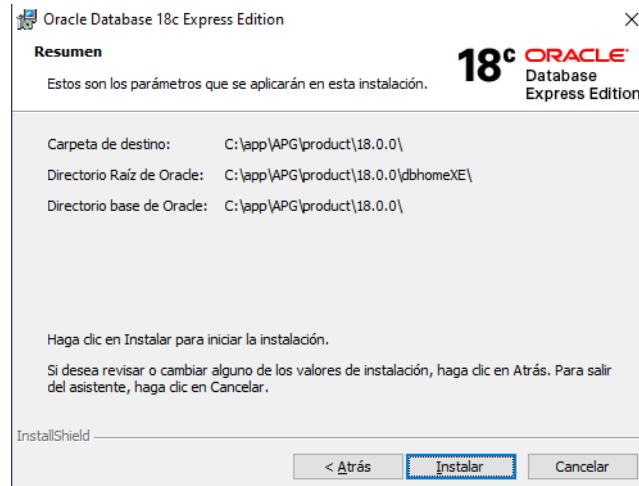 Oracle Database 18c Express Edition
Resumen
Estos son los parámetros que se aplicarán en esta instalación.
18c ORACLE
Database
Express Edition
Carpeta de destino: C:\app\APG\product\18.0.0\
Directorio Raíz de Oracle: C:\app\APG\product\18.0.0\dbhomeXE\
Directorio base de Oracle: C:\app\APG\product\18.0.0\
Haga clic en Instalar para iniciar la instalación.
Si desea revisar o cambiar alguno de los valores de instalación, haga clic en Atrás. Para salir
del asistente, haga clic en Cancelar.
InstallShield
< Atrás Instalar Cancelar